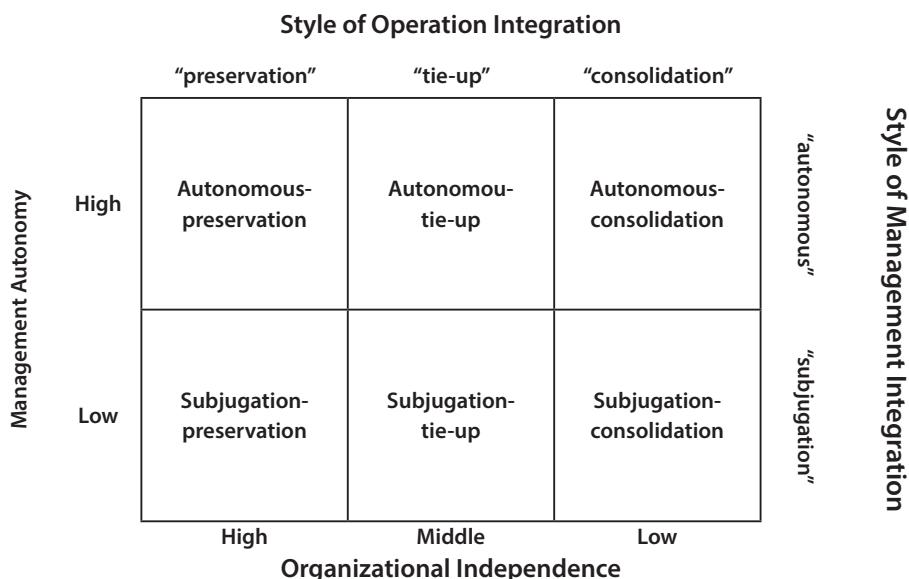 Style of Operation Integration
“preservation” “tie-up” “consolidation”
Management Autonomy
High
Autonomous-
preservation
Autonomou-
tie-up
Autonomous-
consolidation
“autonomous”
Style of Management Integration
Low
Subjugation-
preservation
Subjugation-
tie-up
Subjugation-
consolidation
“subjugation”
High Middle Low
Organizational Independence